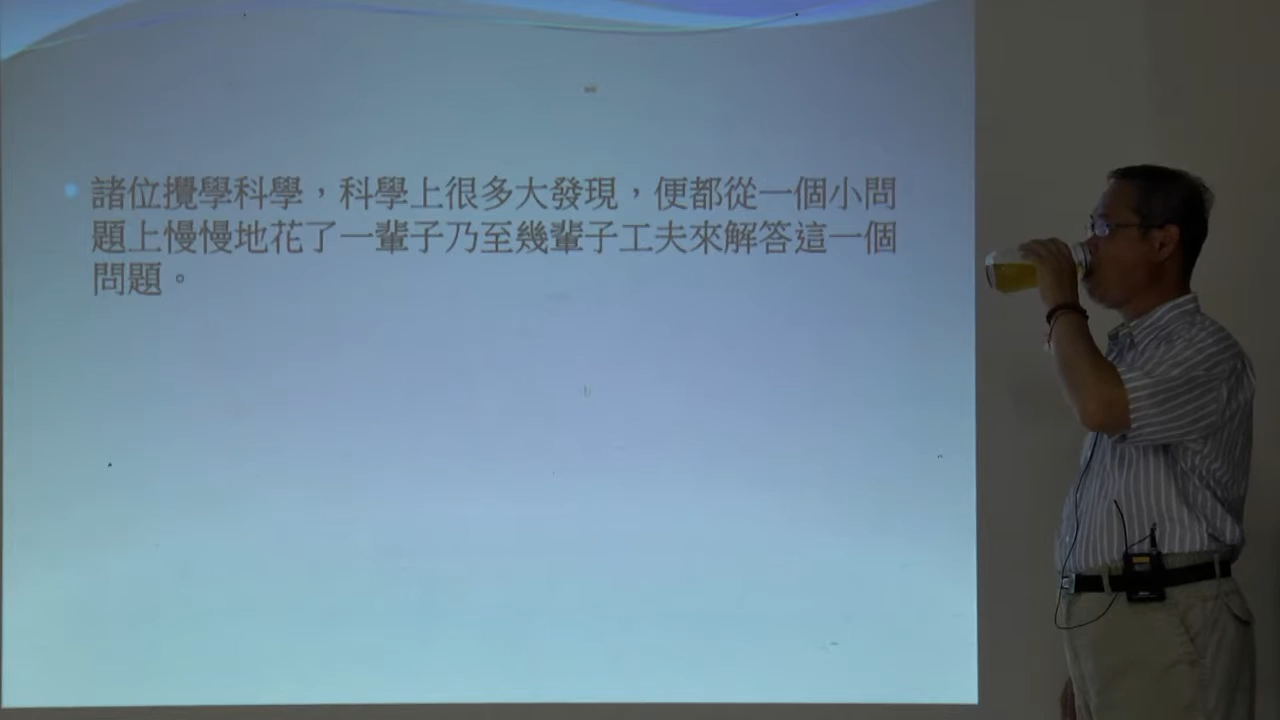 諸位攪學科學，科學上很多大發現，便都從一個小問
題上慢慢地花了一輩子乃至幾輩子工夫來解答這一個
問題。